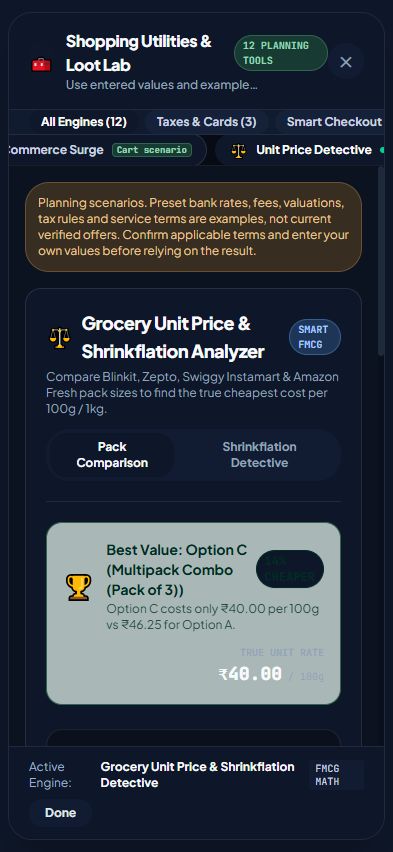 Shopping Utilities &
Loot Lab
12 PLANNING
TOOLS
Use entered values and example...
All Engines (12)
Taxes & Cards (3)
Smart Checkout
Commerce Surge
Cart scenario
Unit Price Detective
Planning scenarios. Preset bank rates, fees, valuations,
tax rules and service terms are examples, not current
verified offers. Confirm applicable terms and enter your
own values before relying on the result.
Grocery Unit Price &
Shrinkflation Analyzer
SMART
FMCG
Compare Blinkit, Zepto, Swiggy Instamart & Amazon
Fresh pack sizes to find the true cheapest cost per
100g / 1kg.
Pack
Comparison
Shrinkflation
Detective
Best Value: Option C
(Multipack Combo
(Pack of 3))
14%
CHEAPER
Option C costs only ₹40.00 per 100g
vs ₹46.25 for Option A.
TRUE UNIT RATE
₹40.00 / 100g
Active
Engine:
Grocery Unit Price & Shrinkflation
Detective
FMCG
MATH
Done